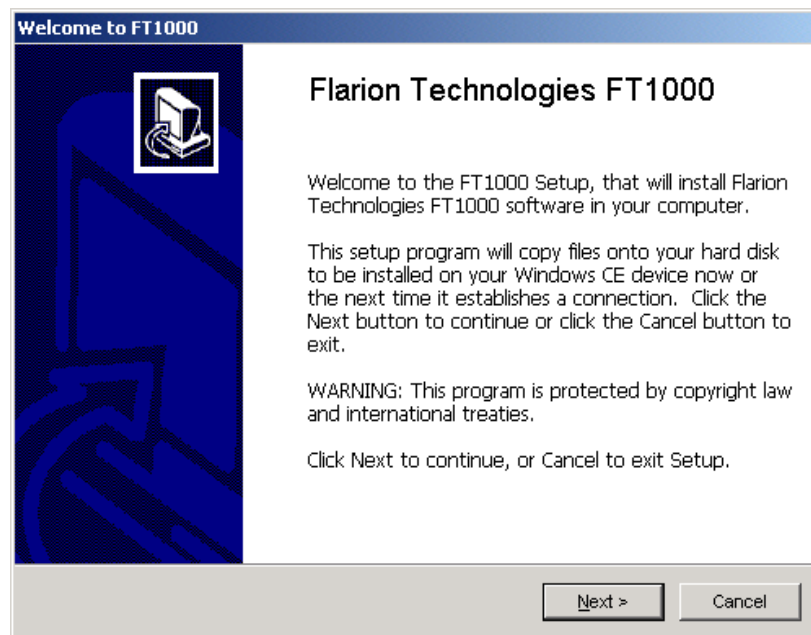 Welcome to FT1000
Flarion Technologies FT1000
Welcome to the FT1000 Setup, that will install Flarion
Technologies FT1000 software in your computer.
This setup program will copy files onto your hard disk
to be installed on your Windows CE device now or
the next time it establishes a connection.  Click the
Next button to continue or click the Cancel button to
exit.
WARNING: This program is protected by copyright law
and international treaties.
Click Next to continue, or Cancel to exit Setup.
Next > Cancel